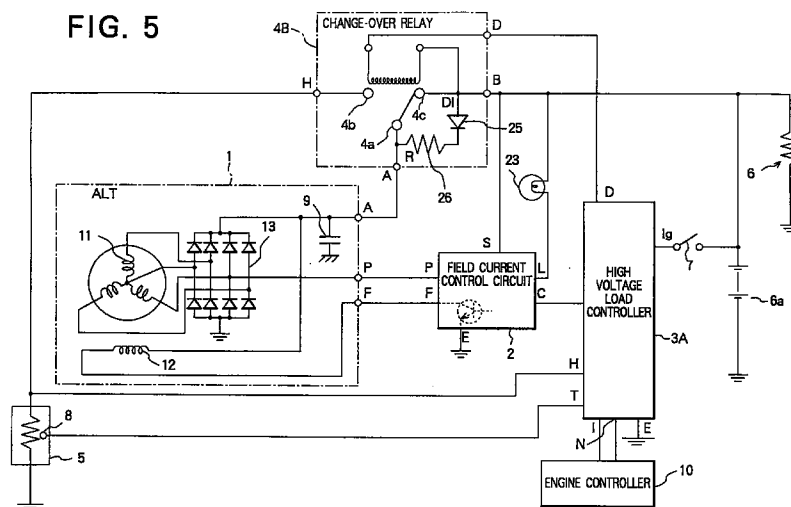 FIG. 5
4B
CHANGE-OVER RELAY
D
H
B
4b
4c
DI
4a
25
R
26
A
23
6
1
ALT
9
A
11
13
D
S
Ig
7
P
P
FIELD CURRENT
CONTROL CIRCUIT
L
HIGH
VOLTAGE
LOAD
CONTROLLER
F
F
C
6a
E
2
3A
12
H
8
T
I
N
E
5
ENGINE CONTROLLER
10